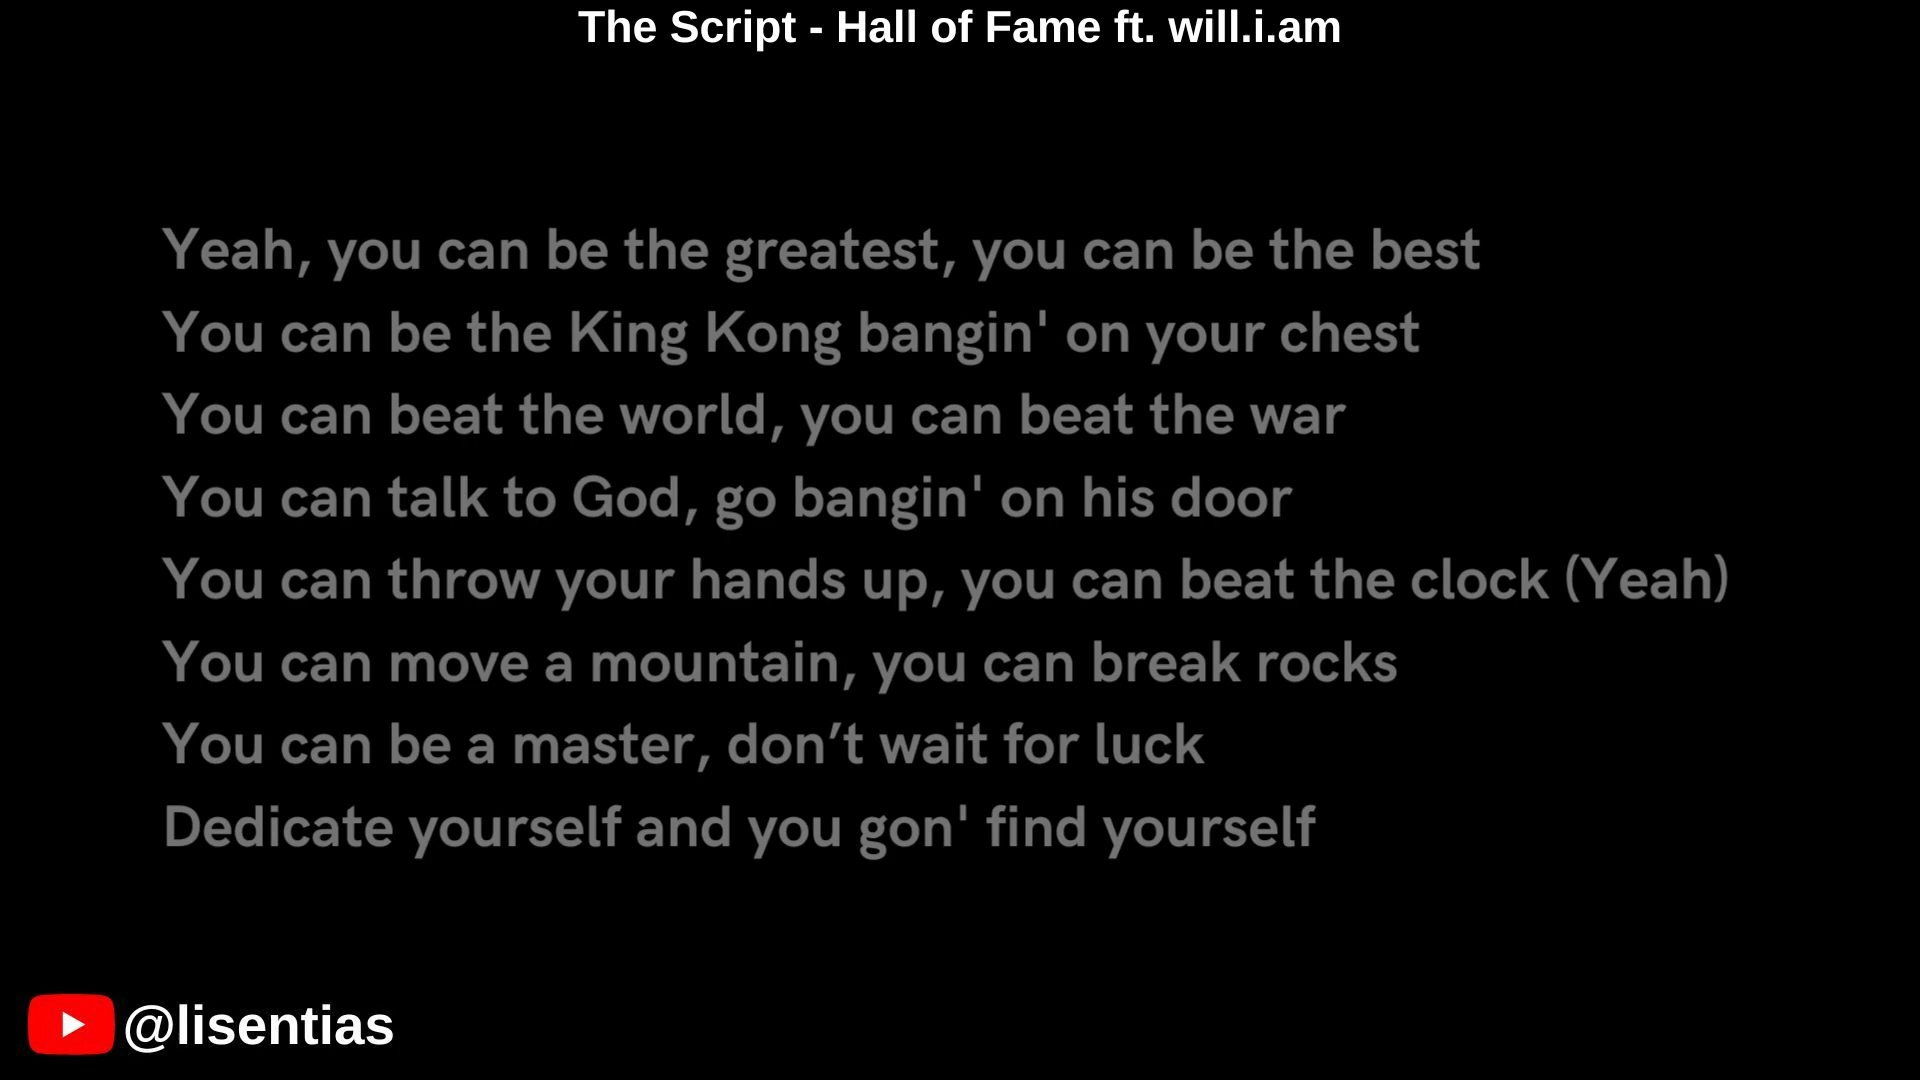 The Script - Hall of Fame ft. will.i.am
Yeah, you can be the greatest, you can be the best
You can be the King Kong bangin' on your chest
You can beat the world, you can beat the war
You can talk to God, go bangin' on his door
You can throw your hands up, you can beat the clock (Yeah)
You can move a mountain, you can break rocks
You can be a master, don’t wait for luck
Dedicate yourself and you gon' find yourself
@lisentias